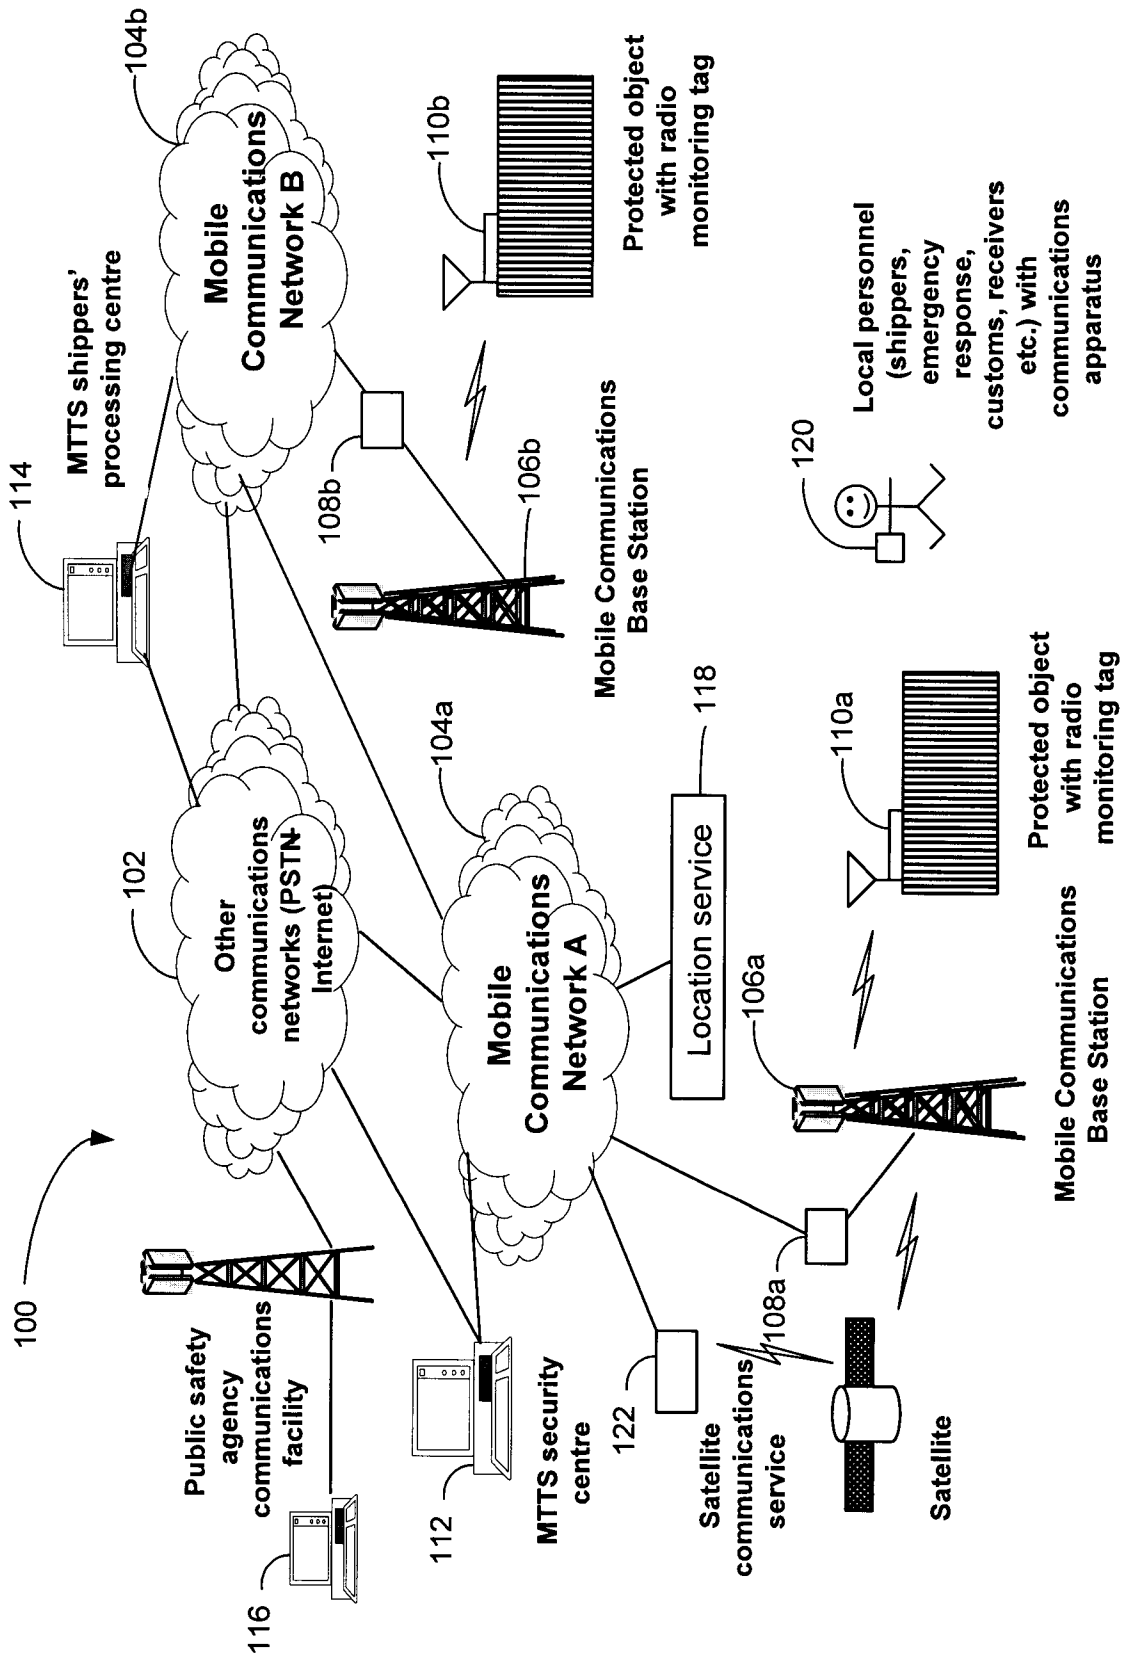 100
116
Public safety
agency
communications
facility
102
Other
communications
networks (PSTN-
Internet)
114
MTTS shippers'
processing centre
104b
Mobile
Communications
Network B
112
MTTS security
centre
104a
Mobile
Communications
Network A
108b
106b
Mobile Communications
Base Station
110b
Protected object
with radio
monitoring tag
122
Satellite
communications
service
118
Location service
108a
106a
Mobile Communications
Base Station
110a
Protected object
with radio
monitoring tag
120
Local personnel
(shippers,
emergency
response,
customs, receivers
etc.) with
communications
apparatus
Satellite